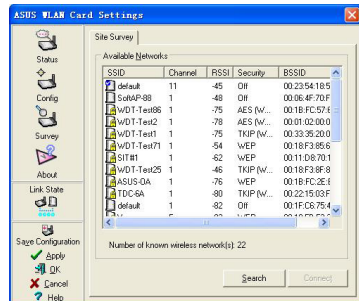 ASUS WLAN Card Settings
Status
Config
Survey
About
Link State
Save Configuration
Apply
OK
Cancel
Help
Site Survey
Available Networks
SSID Channel RSSI Security BSSID
default 11 -45 Off 00:23:54:18:5
SoftAP-88 1 -48 Off 00:06:4F:70:F
WDT-Test86 1 -75 AES (W... 00:1B:FC:57:6
WDT-Test2 1 -78 AES (W... 00:01:02:00:0
WDT-Test1 1 -75 TKIP (W... 00:33:35:20:0
WDT-Test71 1 -54 WEP 00:18:F3:85:6
SIT#1 1 -62 WEP 00:11:D8:70:1
WDT-Test25 1 -46 TKIP (W... 00:18:F3:8F:8
ASUS-OA 1 -76 WEP 00:1B:FC:2E:8
TDC-6A 1 -80 TKIP (W... 00:22:15:03:F
default 1 -82 Off 00:1F:C6:75:4
Number of known wireless network(s): 22
Search
Connect